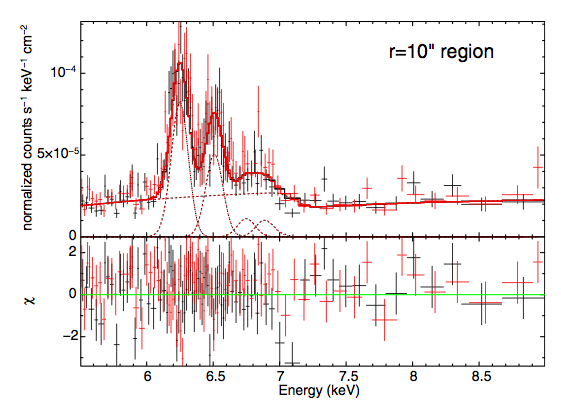 r=10" region
normalized counts s⁻¹ keV⁻¹ cm⁻²
10⁻⁴
5×10⁻⁵
0
χ
2
0
−2
6 6.5 7 7.5 8 8.5
Energy (keV)